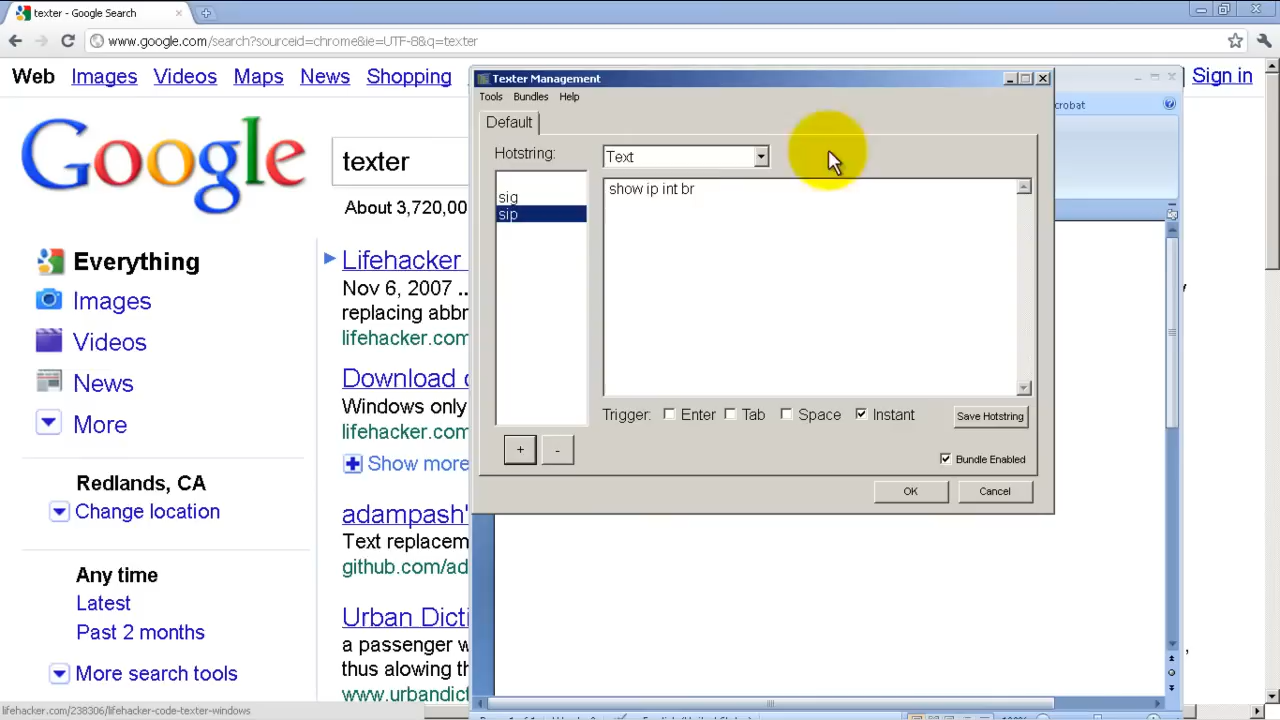 texter - Google Search
www.google.com/search?sourceid=chrome&ie=UTF-8&q=texter
Web Images Videos Maps News Shopping
Sign in
Google
texter
About 3,720,00
Everything
Images
Videos
News
More
Redlands, CA
Change location
Any time
Latest
Past 2 months
More search tools
Lifehacker
Nov 6, 2007 ..
replacing abbr
lifehacker.com
Download
Windows only
lifehacker.com
Show more
adampash'
Text replacem
github.com/ad
Urban Dict
a passenger w
thus alowing th
www.urbandict
Texter Management
Tools Bundles Help
Default
Hotstring:
Text
sig
sip
show ip int br
Trigger: Enter Tab Space Instant
Save Hotstring
+ -
Bundle Enabled
OK Cancel
crobat
lifehacker.com/238306/lifehacker-code-texter-windows